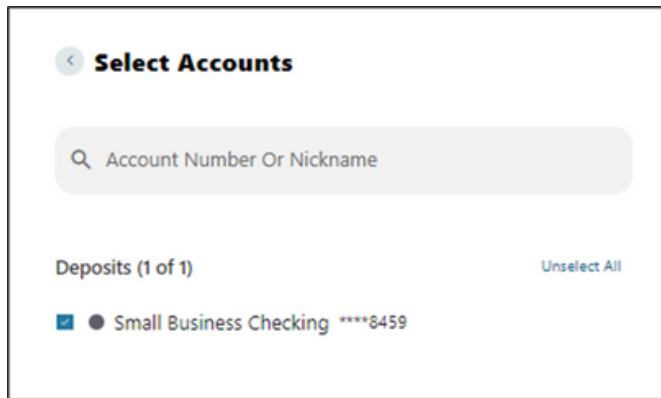 Select Accounts
Account Number Or Nickname
Deposits (1 of 1) Unselect All
Small Business Checking ****8459